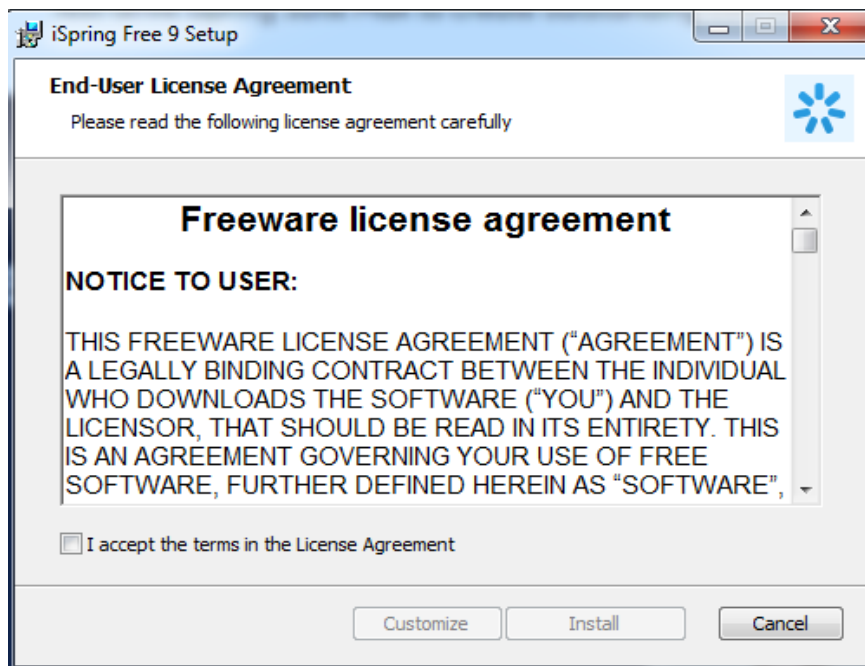 iSpring Free 9 Setup
End-User License Agreement
Please read the following license agreement carefully
Freeware license agreement
NOTICE TO USER:
THIS FREEWARE LICENSE AGREEMENT (“AGREEMENT”) IS
A LEGALLY BINDING CONTRACT BETWEEN THE INDIVIDUAL
WHO DOWNLOADS THE SOFTWARE (“YOU”) AND THE
LICENSOR, THAT SHOULD BE READ IN ITS ENTIRETY. THIS
IS AN AGREEMENT GOVERNING YOUR USE OF FREE
SOFTWARE, FURTHER DEFINED HEREIN AS “SOFTWARE”,
I accept the terms in the License Agreement
Customize
Install
Cancel